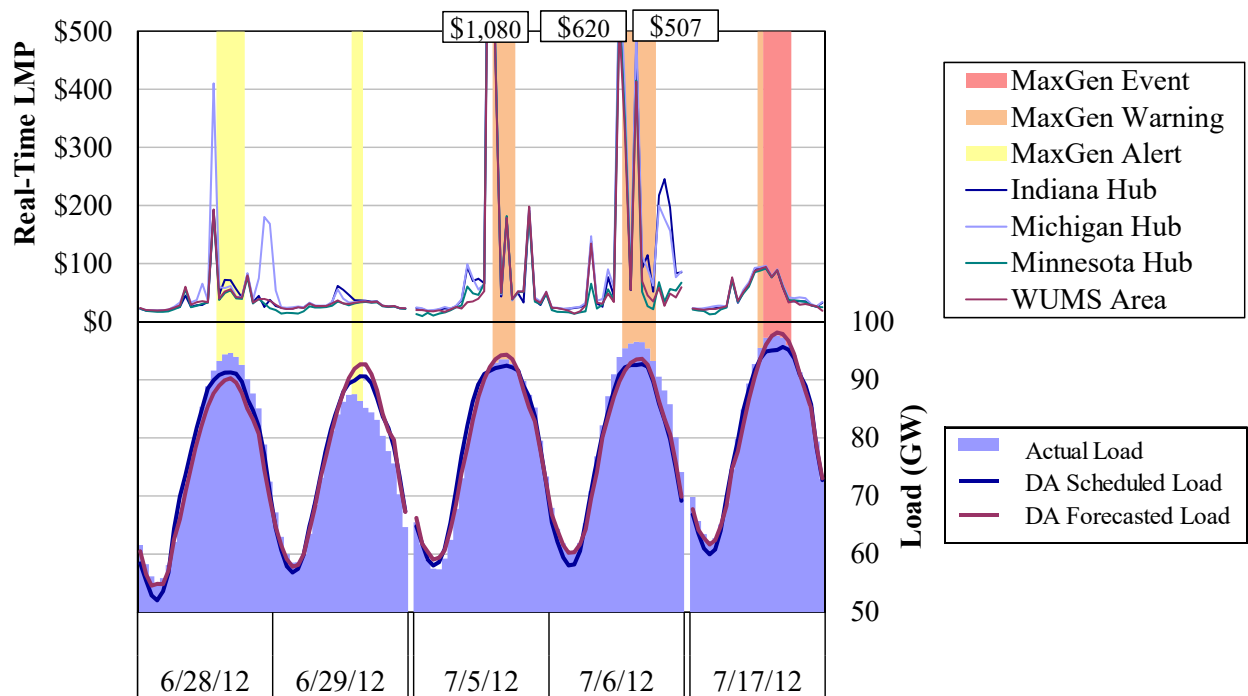 $1,080 $620 $507
$500
$400
$300
$200
$100
$0
Real-Time LMP
MaxGen Event
MaxGen Warning
MaxGen Alert
Indiana Hub
Michigan Hub
Minnesota Hub
WUMS Area
100
90
80
70
60
50
Load (GW)
Actual Load
DA Scheduled Load
DA Forecasted Load
6/28/12 6/29/12 7/5/12 7/6/12 7/17/12